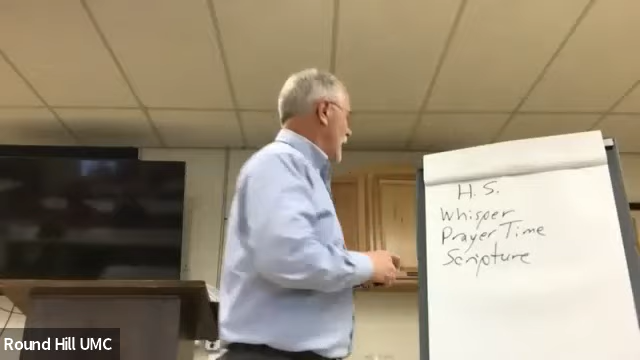 H. S.
Whisper
Prayer Time
Scripture
Round Hill UMC